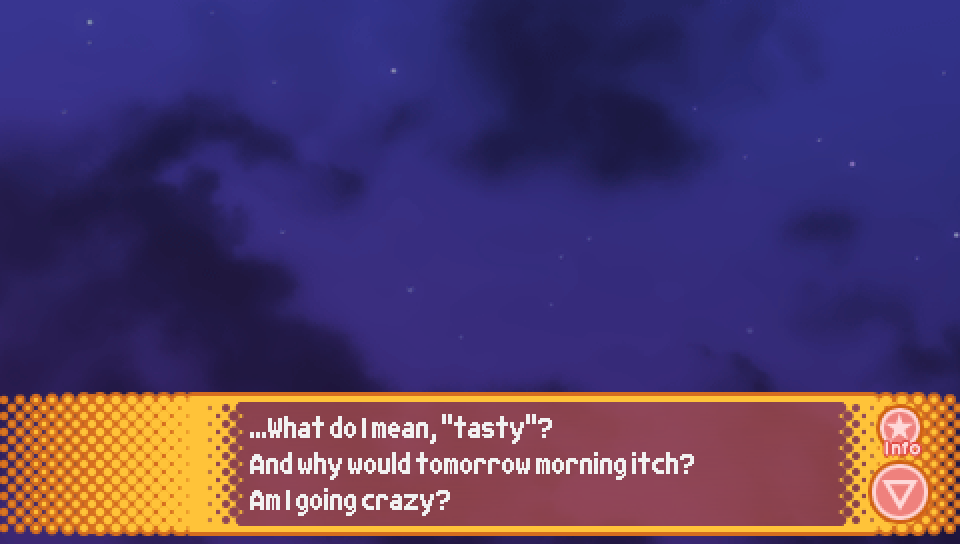 ...What do I mean, "tasty"?
And why would tomorrow morning itch?
Am I going crazy?
Info